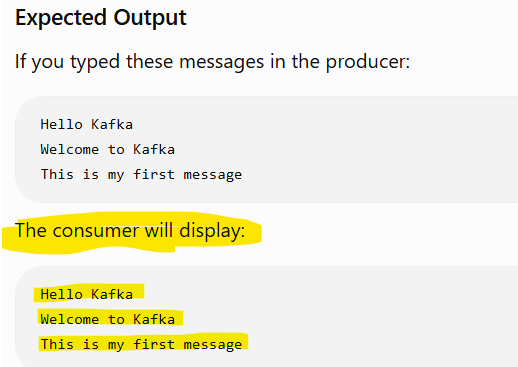 Expected Output
If you typed these messages in the producer:
Hello Kafka
Welcome to Kafka
This is my first message
The consumer will display:
Hello Kafka
Welcome to Kafka
This is my first message